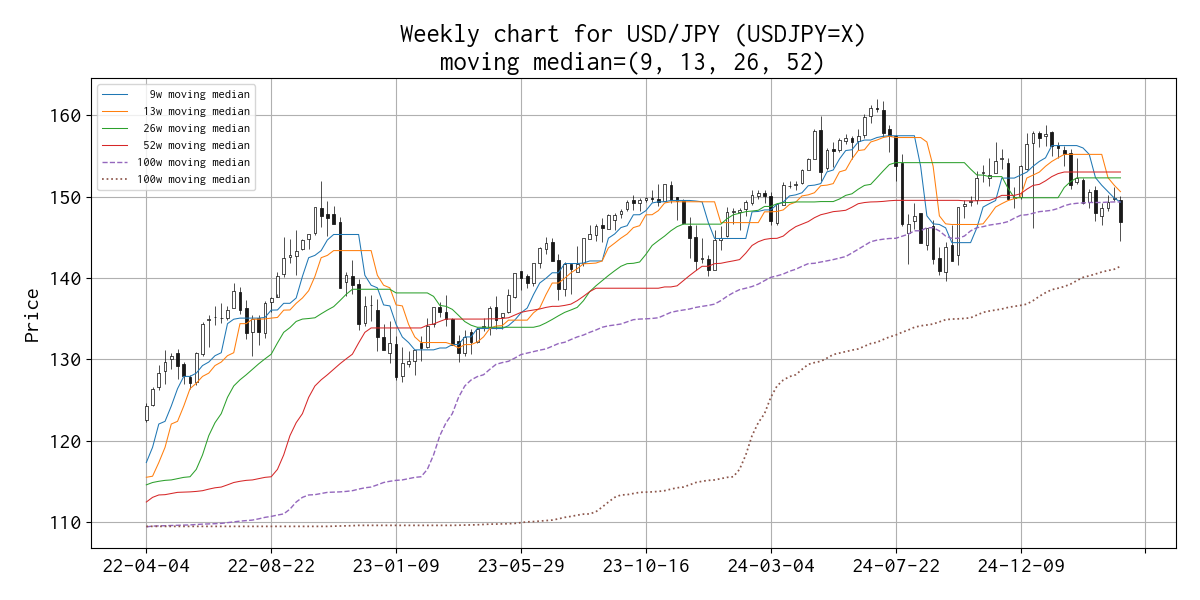 Weekly chart for USD/JPY (USDJPY=X)
moving median=(9, 13, 26, 52)
9w moving median
13w moving median
26w moving median
52w moving median
100w moving median
100w moving median
Price
160
150
140
130
120
110
22-04-04
22-08-22
23-01-09
23-05-29
23-10-16
24-03-04
24-07-22
24-12-09